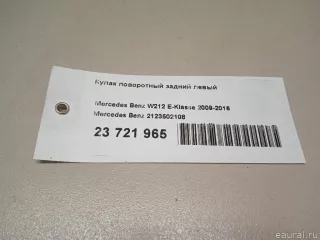 Кулак поворотный задний левый
Mercedes Benz W212 E-Klasse 2009-2016
Mercedes Benz 2123502108
23 721 965
© eaural.ru